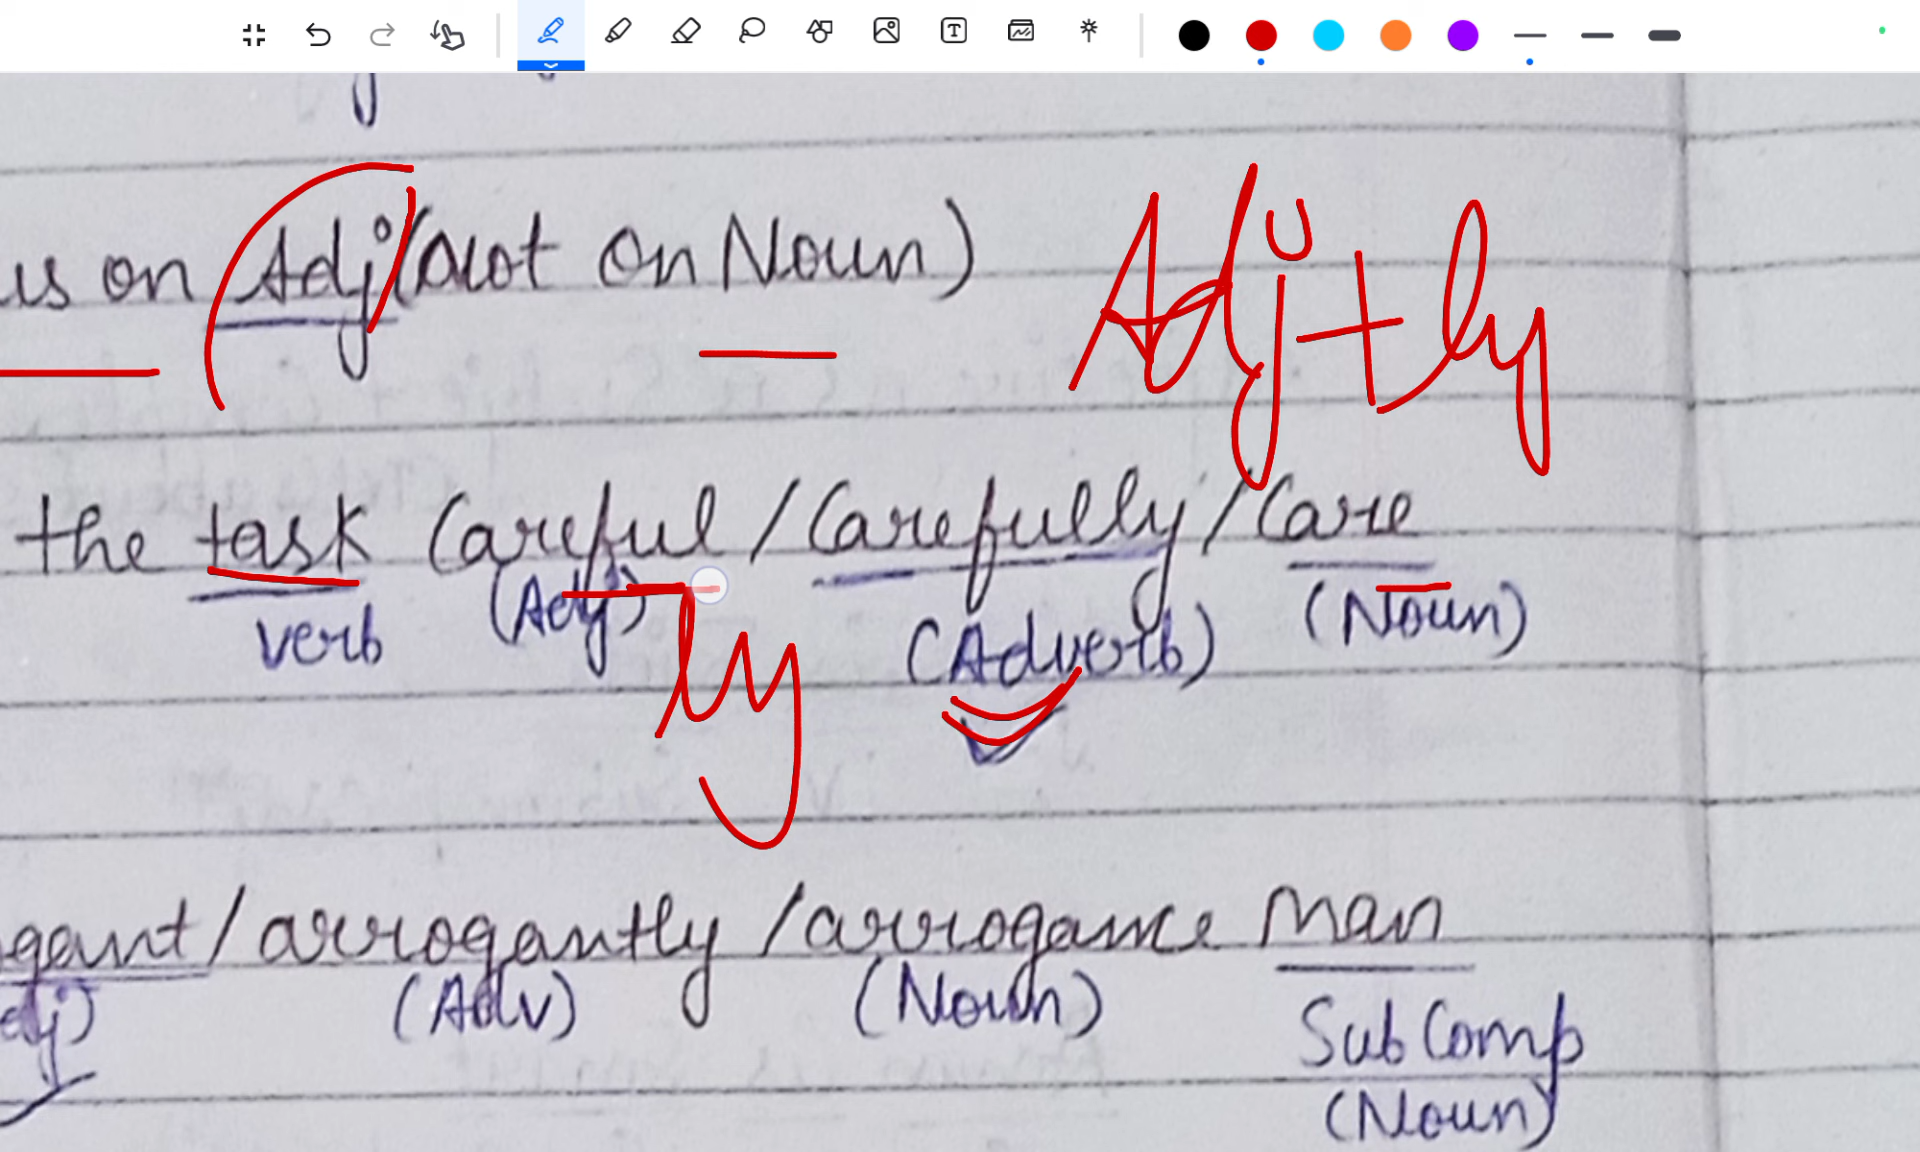 us on Adj (Not on Noun) Adj + ly
the task Careful / Carefully / Care
verb (Adj) (Adverb) (Noun)
ly
gant / arrogantly / arrogance man
(Adv) (Noun) Sub Comp
(Noun)